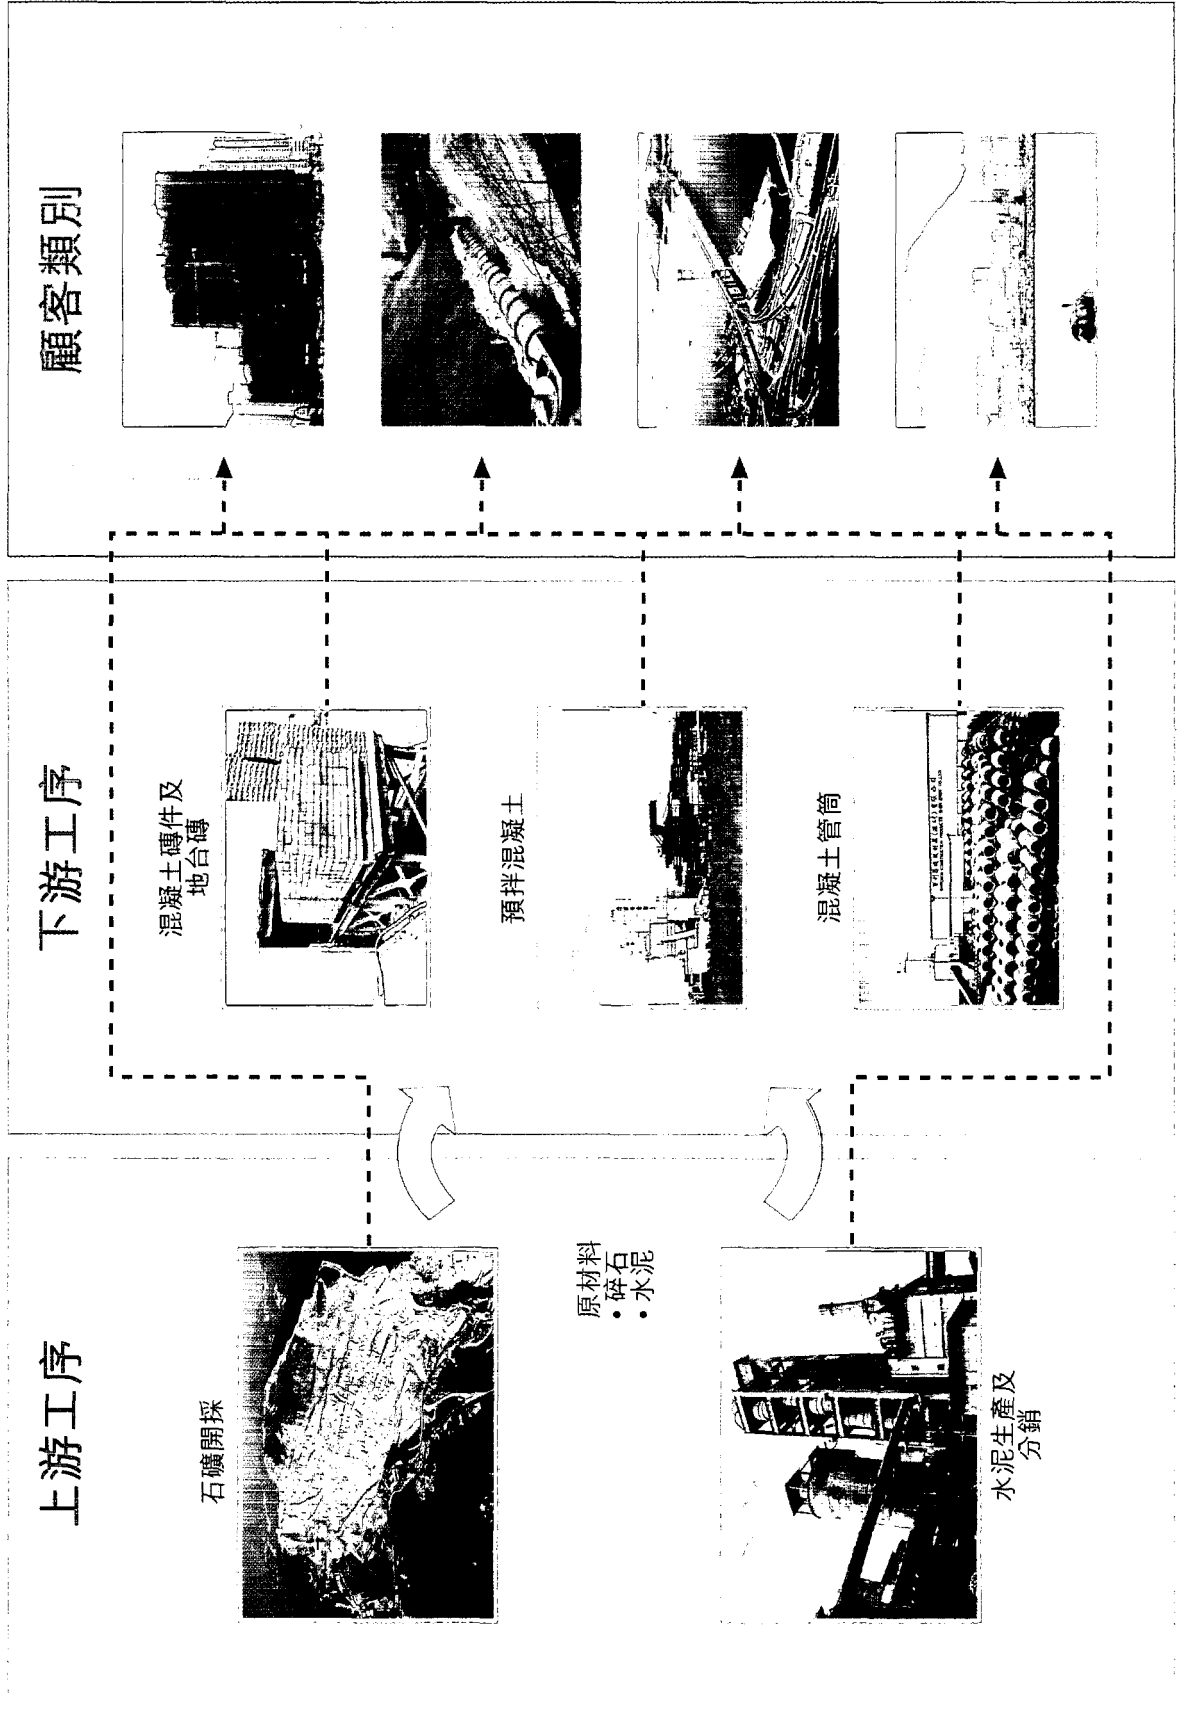 上游工序
石礦開採
原材料
• 碎石
• 水泥
水泥生產及
分銷
下游工序
混凝土磚件及
地台磚
預拌混凝土
混凝土管筒
顧客類別